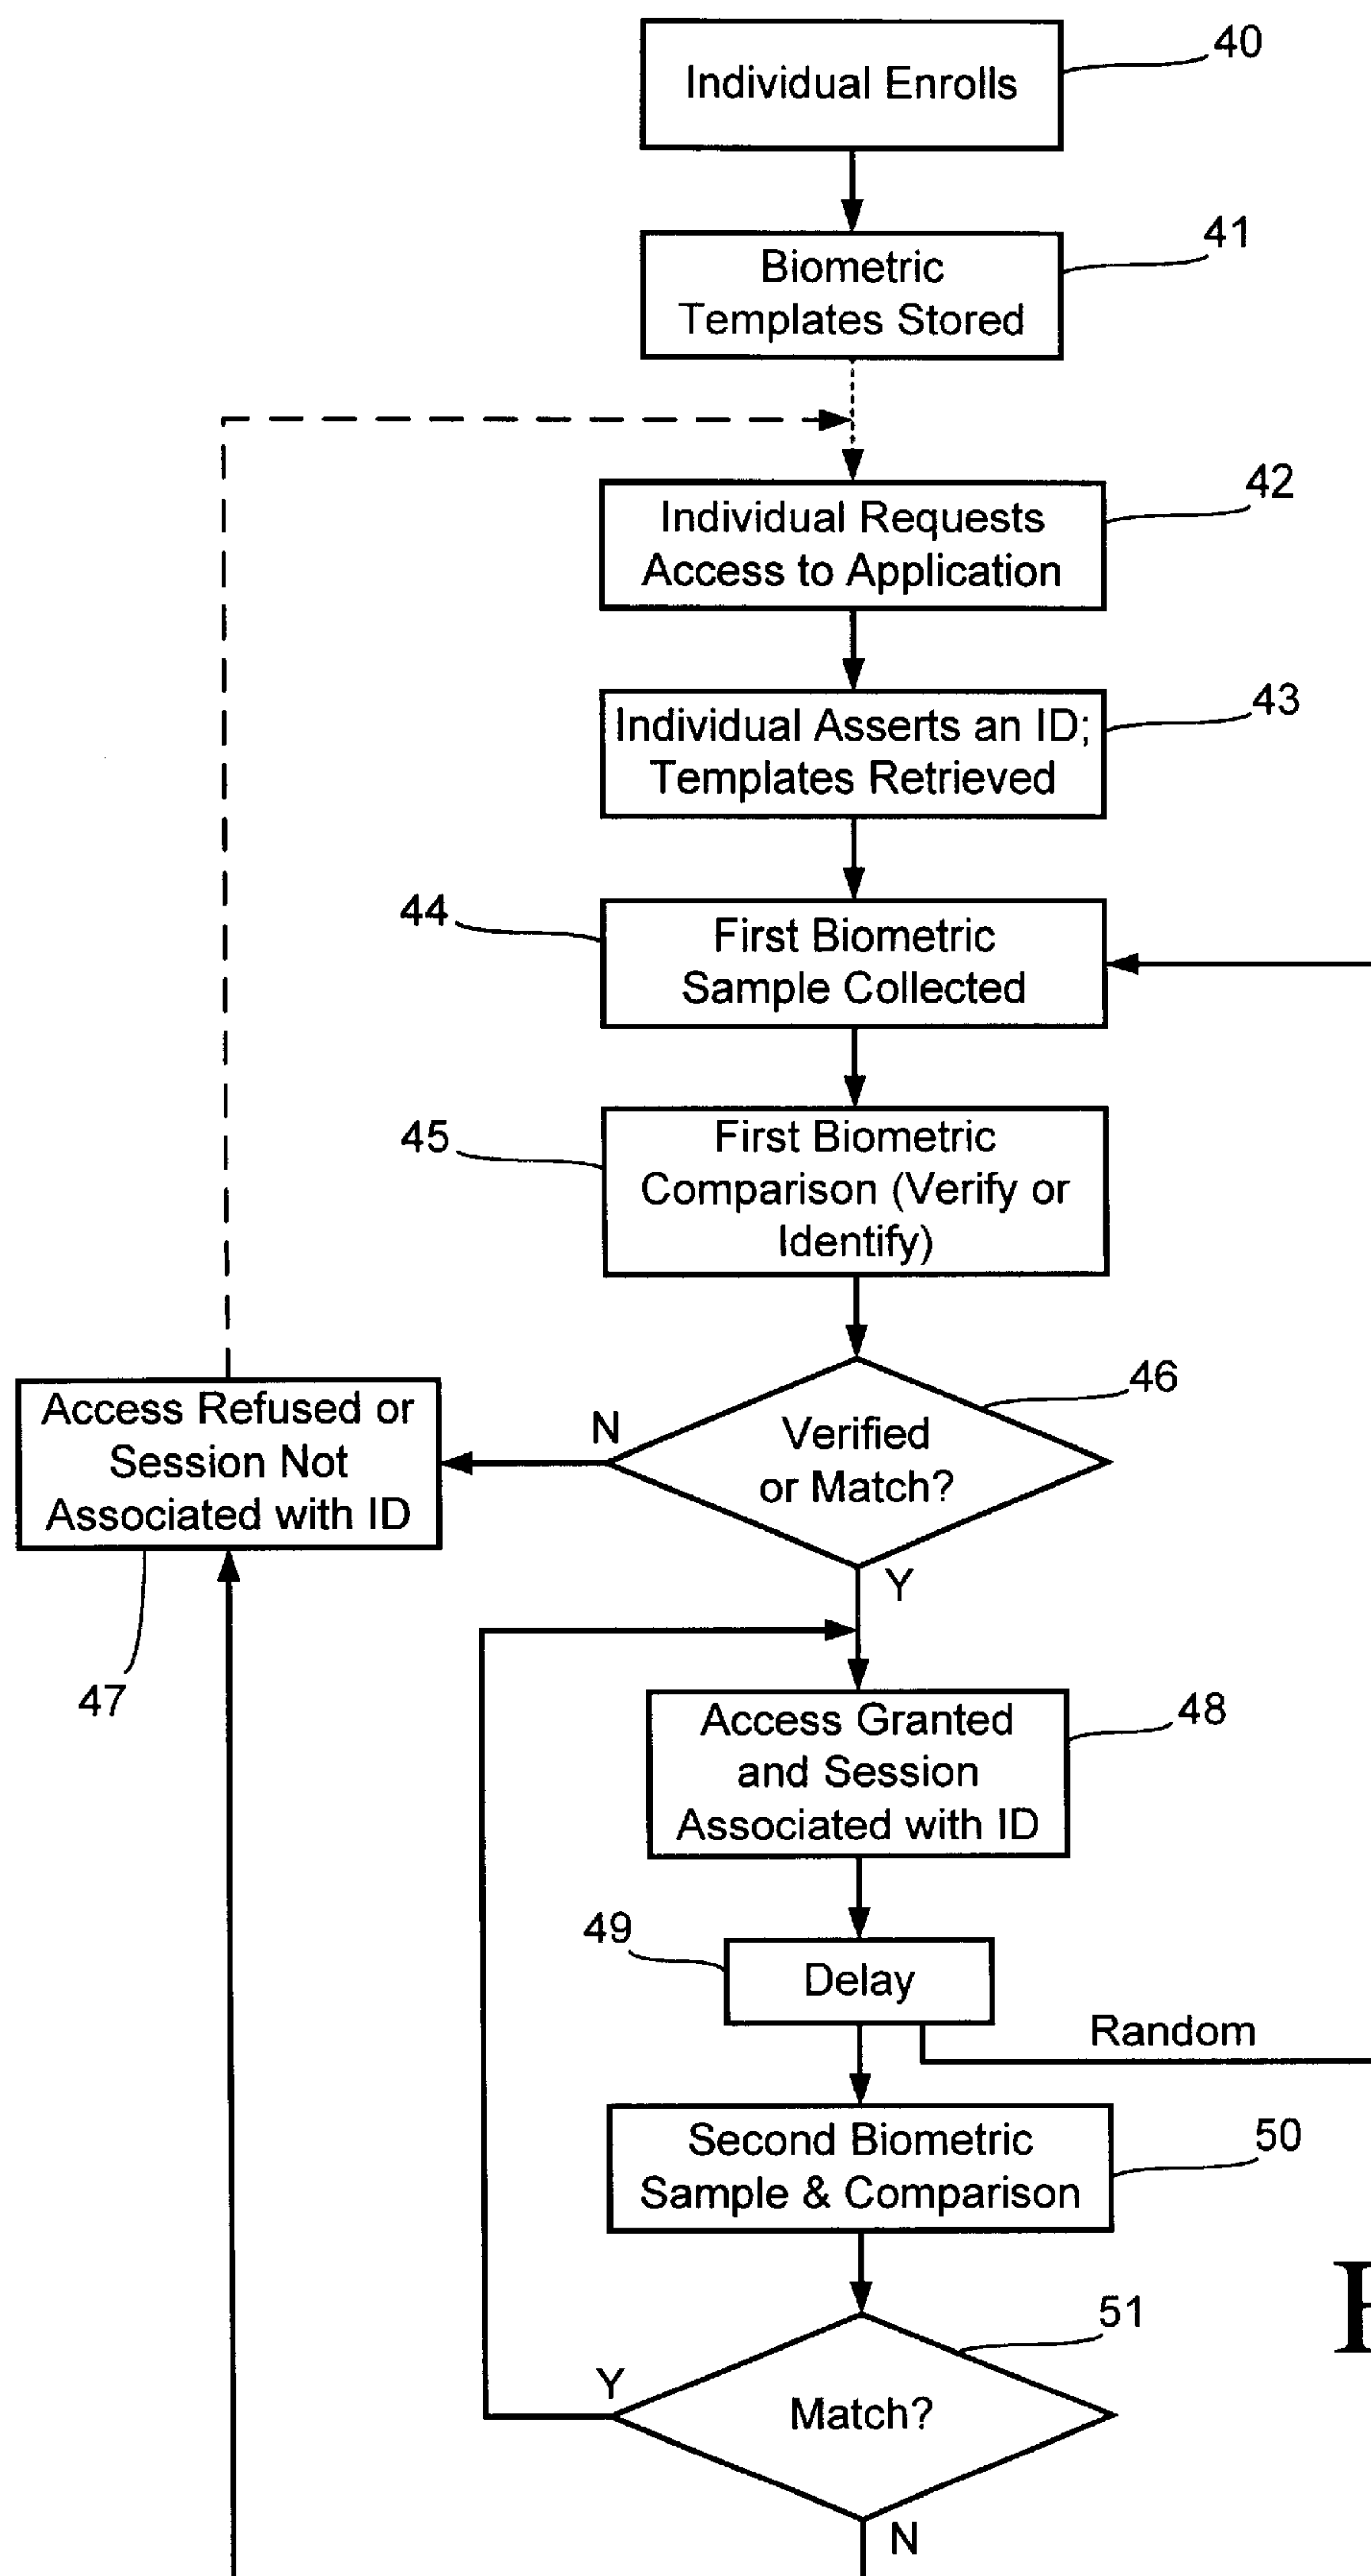 40
Individual Enrolls
41
Biometric
Templates Stored
42
Individual Requests
Access to Application
43
Individual Asserts an ID;
Templates Retrieved
44
First Biometric
Sample Collected
45
First Biometric
Comparison (Verify or
Identify)
46
Verified
or Match?
N
Y
Access Refused or
Session Not
Associated with ID
47
48
Access Granted
and Session
Associated with ID
49
Delay
Random
50
Second Biometric
Sample & Comparison
51
Match?
Y
N